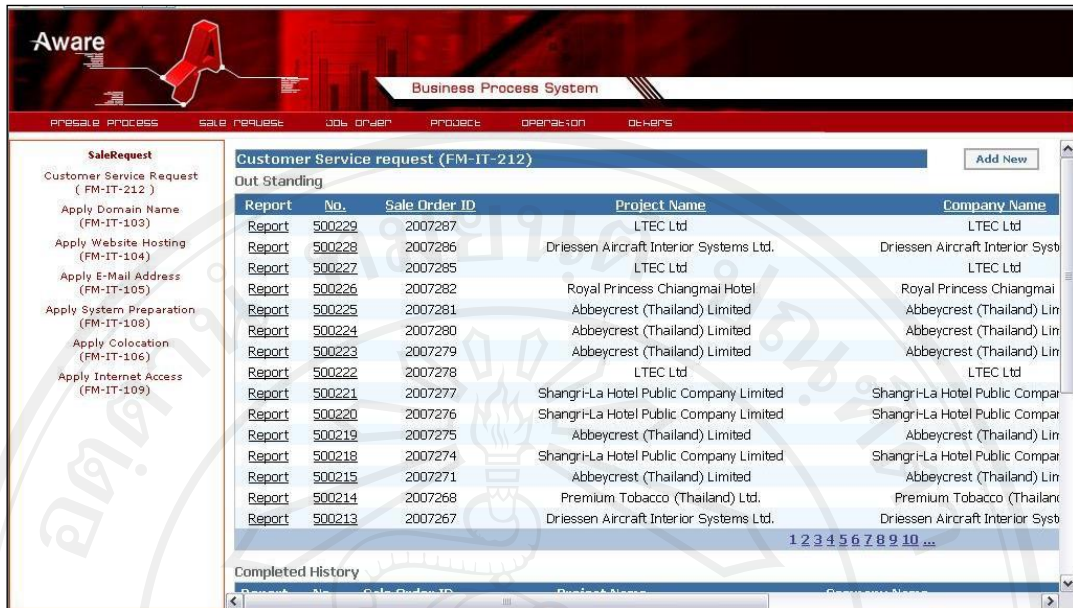 Aware
Business Process System
Presale Process sale request Job order Project operation others
SaleRequest
Customer Service Request
( FM-IT-212 )
Apply Domain Name
(FM-IT-103)
Apply Website Hosting
(FM-IT-104)
Apply E-Mail Address
(FM-IT-105)
Apply System Preparation
(FM-IT-108)
Apply Colocation
(FM-IT-106)
Apply Internet Access
(FM-IT-109)
Customer Service request (FM-IT-212) Add New
Out Standing
Report No. Sale Order ID Project Name Company Name
Report 500229 2007287 LTEC Ltd LTEC Ltd
Report 500228 2007286 Driessen Aircraft Interior Systems Ltd. Driessen Aircraft Interior Syst
Report 500227 2007285 LTEC Ltd LTEC Ltd
Report 500226 2007282 Royal Princess Chiangmai Hotel Royal Princess Chiangmai
Report 500225 2007281 Abbeycrest (Thailand) Limited Abbeycrest (Thailand) Lim
Report 500224 2007280 Abbeycrest (Thailand) Limited Abbeycrest (Thailand) Lim
Report 500223 2007279 Abbeycrest (Thailand) Limited Abbeycrest (Thailand) Lim
Report 500222 2007278 LTEC Ltd LTEC Ltd
Report 500221 2007277 Shangri-La Hotel Public Company Limited Shangri-La Hotel Public Compar
Report 500220 2007276 Shangri-La Hotel Public Company Limited Shangri-La Hotel Public Compar
Report 500219 2007275 Abbeycrest (Thailand) Limited Abbeycrest (Thailand) Lim
Report 500218 2007274 Shangri-La Hotel Public Company Limited Shangri-La Hotel Public Compar
Report 500215 2007271 Abbeycrest (Thailand) Limited Abbeycrest (Thailand) Lim
Report 500214 2007268 Premium Tobacco (Thailand) Ltd. Premium Tobacco (Thailand
Report 500213 2007267 Driessen Aircraft Interior Systems Ltd. Driessen Aircraft Interior Syst
1 2 3 4 5 6 7 8 9 10 ...
Completed History
Report No. Sale Order ID Project Name Company Name